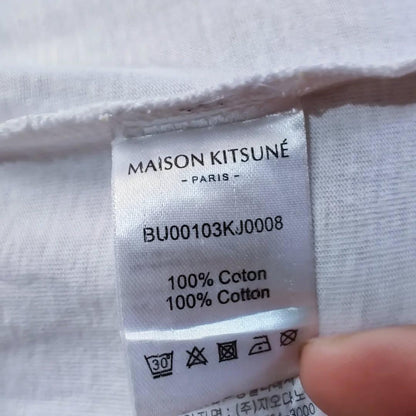 MAISON KITSUNÉ
- PARIS -
BU00103KJ0008
100% Coton
100% Cotton
30